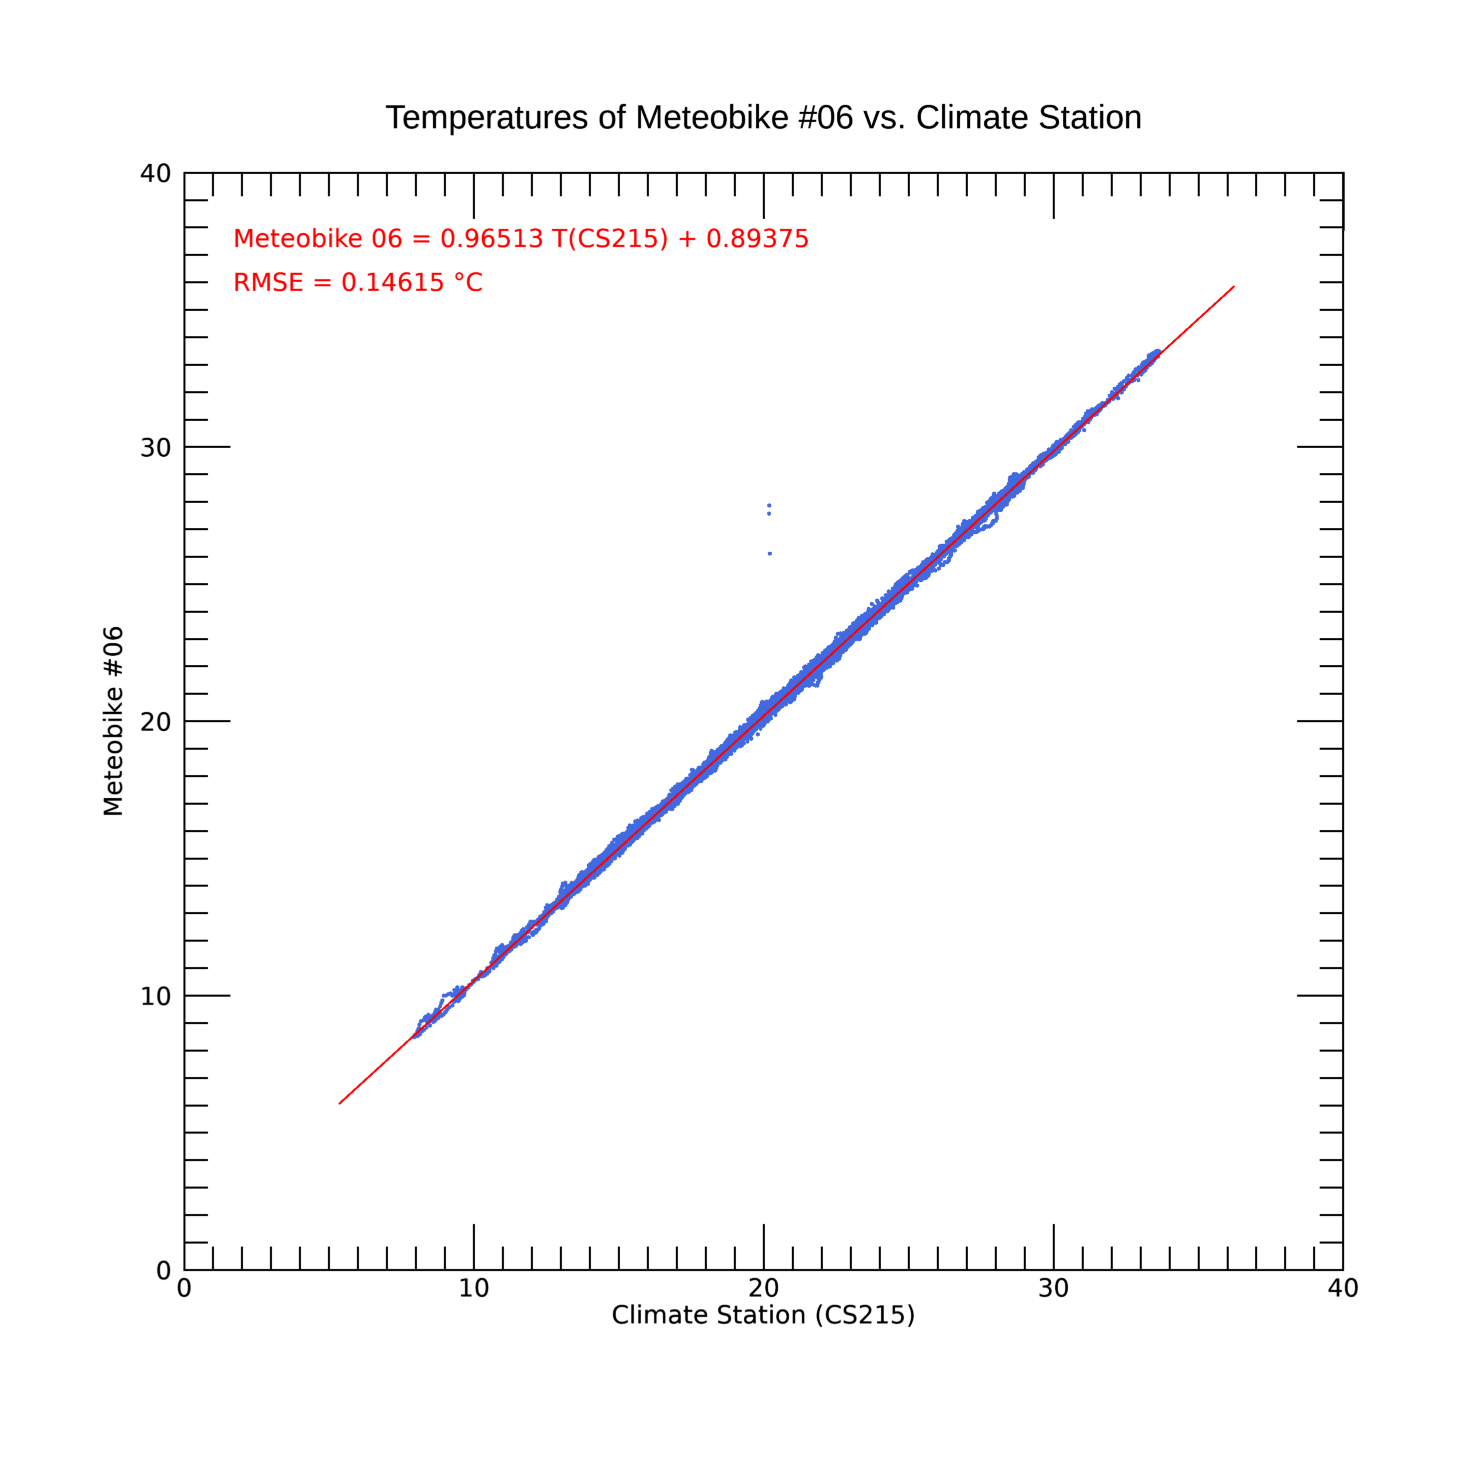 Temperatures of Meteobike #06 vs. Climate Station
40
Meteobike 06 = 0.96513 T(CS215) + 0.89375
RMSE = 0.14615 °C
30
20
10
0
Meteobike #06
0 10 20 30 40
Climate Station (CS215)